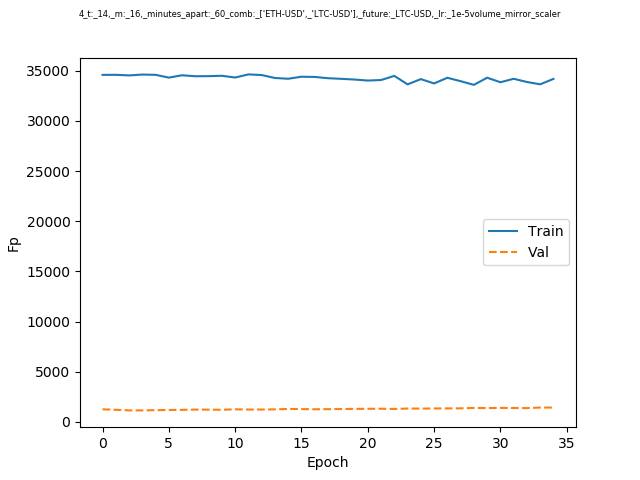 4_t:_14,_m:_16,_minutes_apart:_60_comb:_['ETH-USD',_'LTC-USD'],_future:_LTC-USD,_lr:_1e-5volume_mirror_scaler
35000
30000
25000
20000
15000
10000
5000
0
Fp
Train
Val
0 5 10 15 20 25 30 35
Epoch